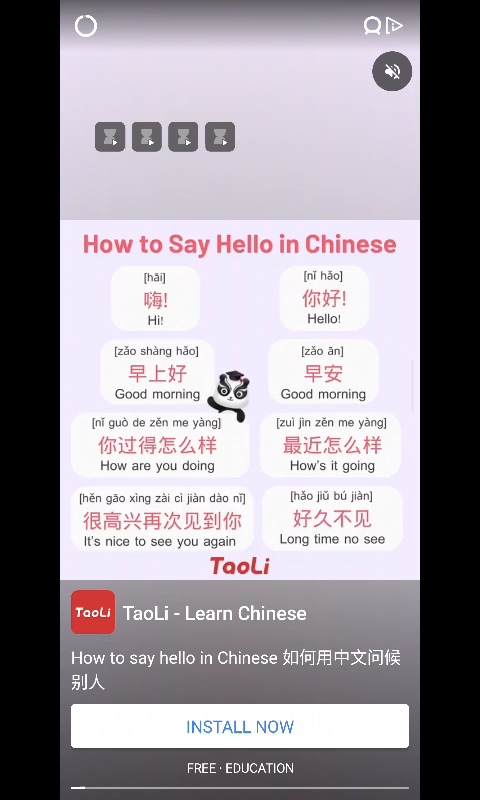 How to Say Hello in Chinese
[hāi]
嗨!
Hi!
[nǐ hǎo]
你好!
Hello!
[zǎo shàng hǎo]
早上好
Good morning
[zǎo ān]
早安
Good morning
[nǐ guò de zěn me yàng]
你过得怎么样
How are you doing
[zuì jìn zěn me yàng]
最近怎么样
How's it going
[hěn gāo xìng zài cì jiàn dào nǐ]
很高兴再次见到你
It's nice to see you again
[hǎo jiǔ bú jiàn]
好久不见
Long time no see
TaoLi
TaoLi
TaoLi - Learn Chinese
How to say hello in Chinese 如何用中文问候
别人
INSTALL NOW
FREE · EDUCATION